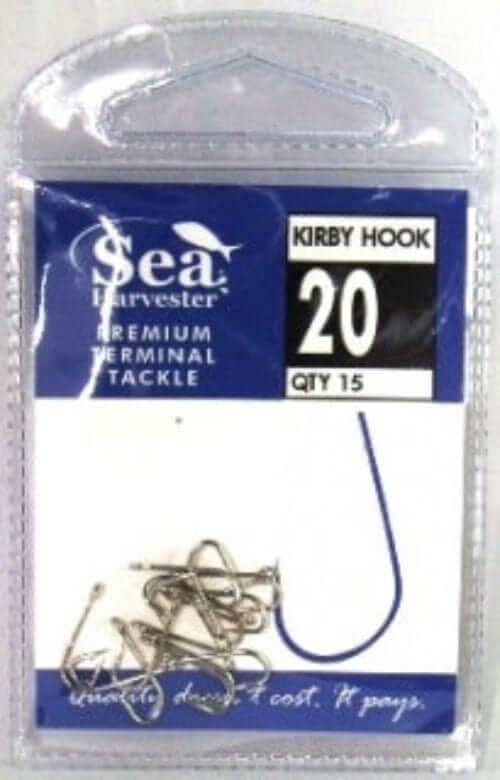 Sea
Harvester
PREMIUM
TERMINAL
TACKLE
KIRBY HOOK
20
QTY 15
Quality doesn't cost. It pays.